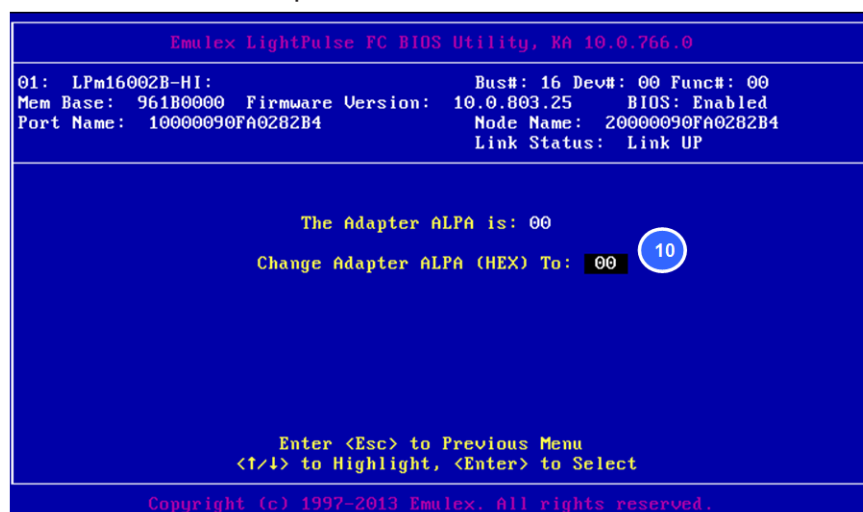 Emulex LightPulse FC BIOS Utility, KA 10.0.766.0
01: LPm16002B-HI: Bus#: 16 Dev#: 00 Func#: 00
Mem Base: 961B0000 Firmware Version: 10.0.803.25 BIOS: Enabled
Port Name: 10000090FA0282B4 Node Name: 20000090FA0282B4
Link Status: Link UP
The Adapter ALPA is: 00
Change Adapter ALPA (HEX) To: 00 10
Enter <Esc> to Previous Menu
<↑/↓> to Highlight, <Enter> to Select
Copyright (c) 1997-2013 Emulex. All rights reserved.